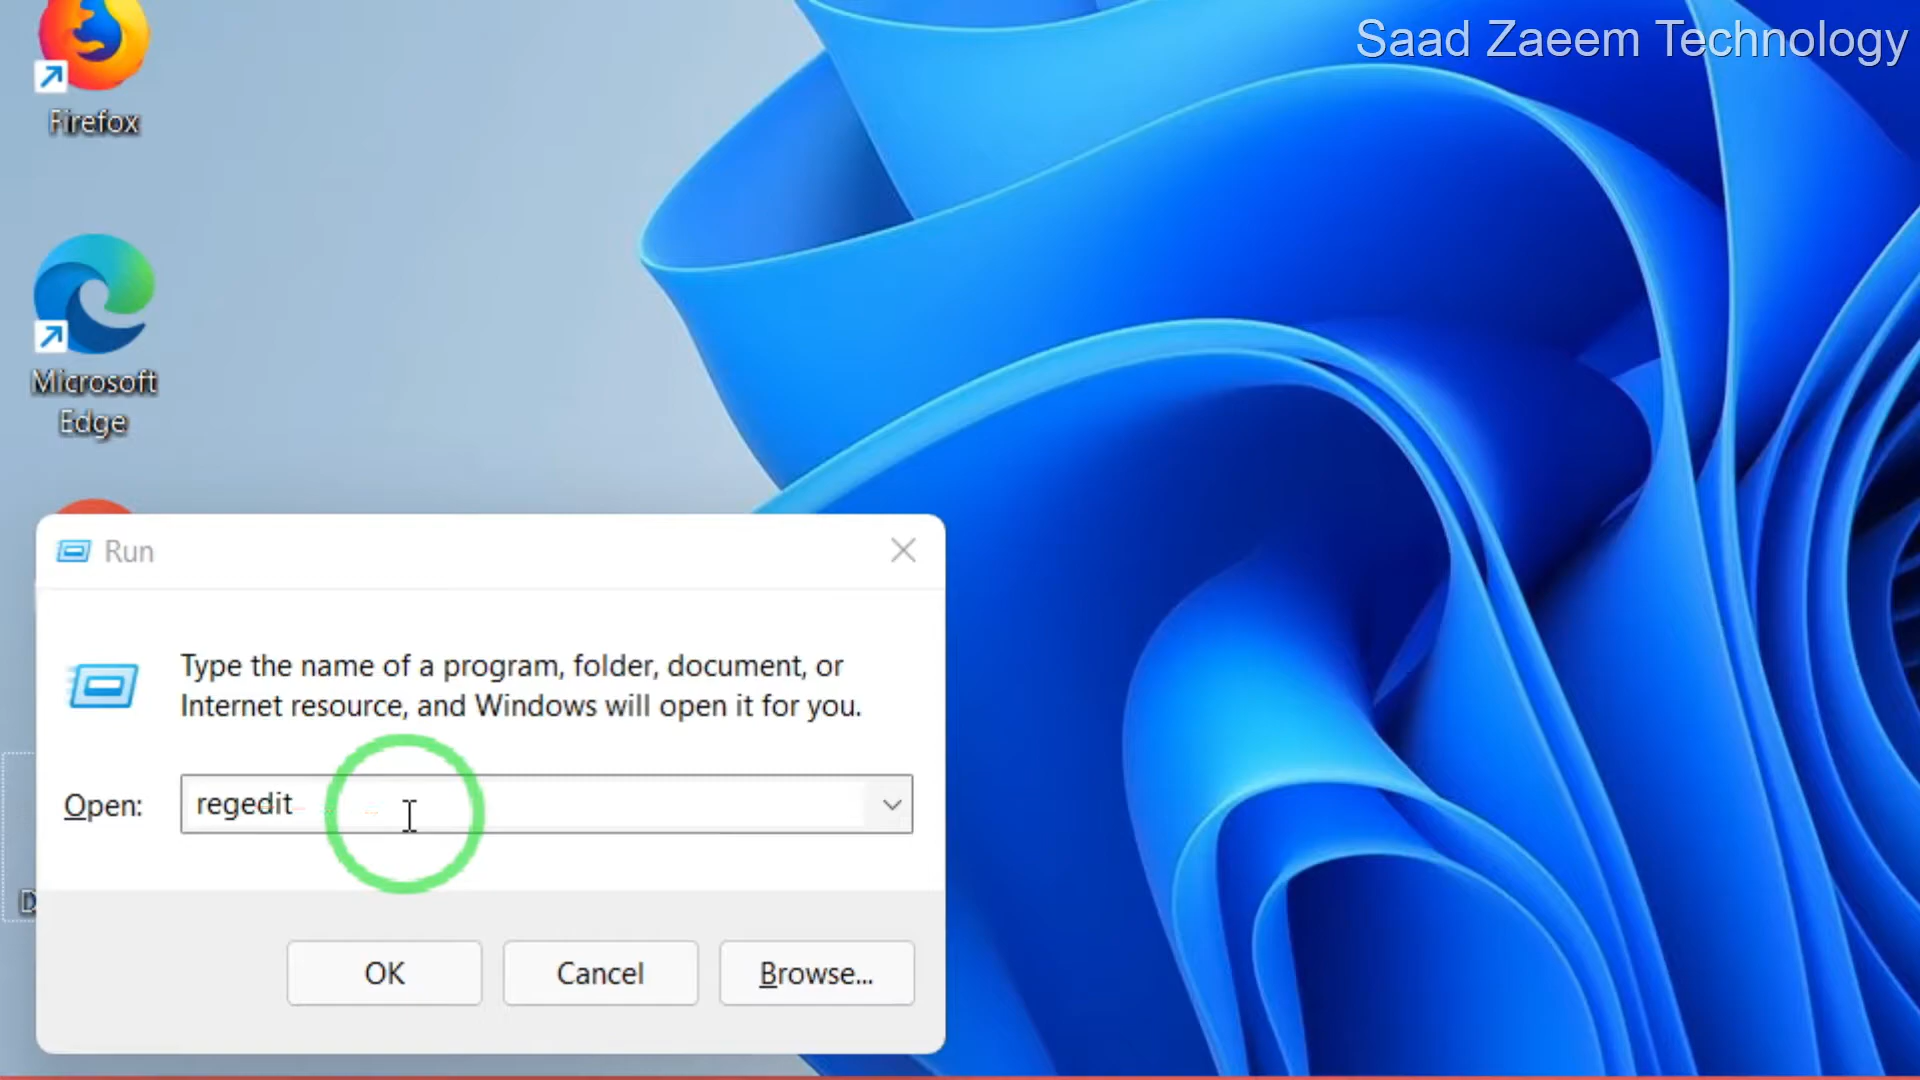 Saad Zaeem Technology
Firefox
Microsoft
Edge
Run
Type the name of a program, folder, document, or
Internet resource, and Windows will open it for you.
Open: regedit
D
OK Cancel Browse...